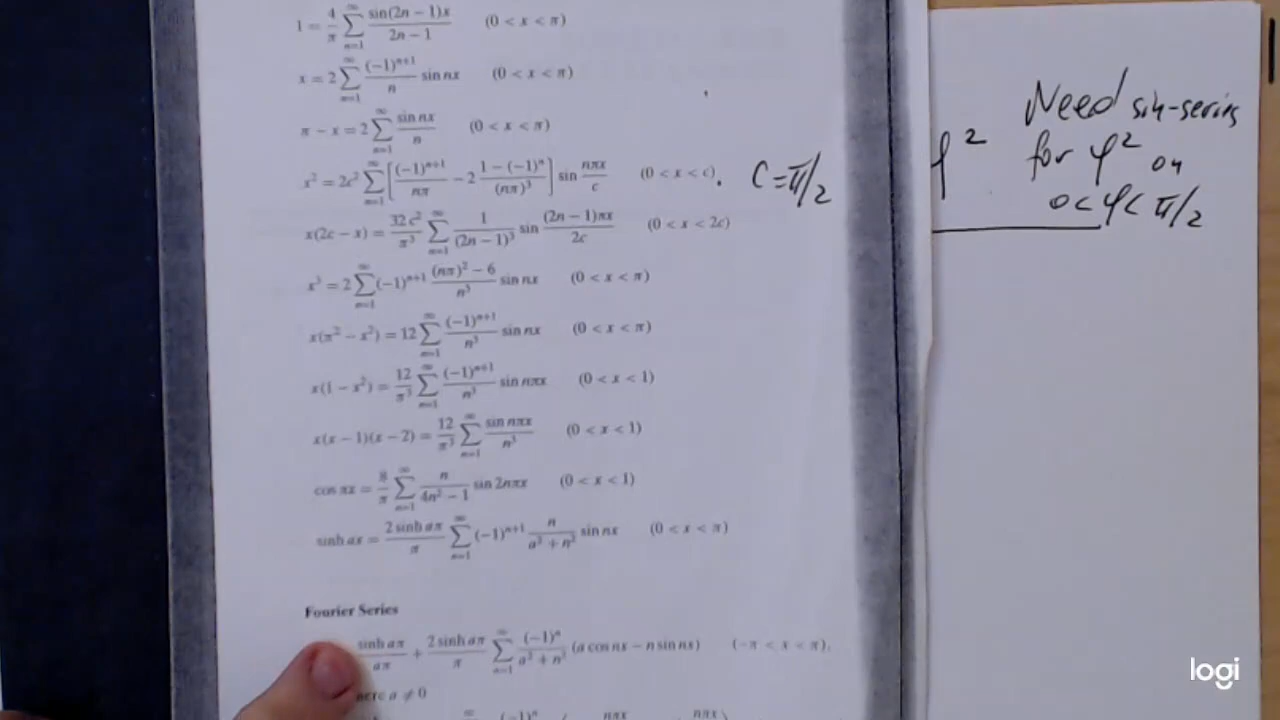 1 = 4/π ∑_{n=1}^{∞} sin(2n − 1)x / (2n − 1) (0 < x < π)
x = 2 ∑_{n=1}^{∞} (−1)^{n+1} / n sin nx (0 < x < π)
π − x = 2 ∑_{n=1}^{∞} sin nx / n (0 < x < π)
x² = 2c² ∑_{n=1}^{∞} [ (−1)^{n+1} / nπ − 2 (1 − (−1)^n) / (nπ)³ ] sin nπx / c (0 < x < c). C = π/2
x(2c − x) = 32c² / π³ ∑_{n=1}^{∞} 1 / (2n − 1)³ sin (2n − 1)πx / 2c (0 < x < 2c)
x³ = 2 ∑_{n=1}^{∞} (−1)^{n+1} ((nπ)² − 6) / n³ sin nx (0 < x < π)
x(π² − x²) = 12 ∑_{n=1}^{∞} (−1)^{n+1} / n³ sin nx (0 < x < π)
x(1 − x²) = 12/π³ ∑_{n=1}^{∞} (−1)^{n+1} / n³ sin nπx (0 < x < 1)
x(x − 1)(x − 2) = 12/π³ ∑_{n=1}^{∞} sin nπx / n³ (0 < x < 1)
cos πx = 8/π ∑_{n=1}^{∞} n / (4n² − 1) sin 2nπx (0 < x < 1)
sinh ax = 2 sinh aπ / π ∑_{n=1}^{∞} (−1)^{n+1} n / (a² + n²) sin nx (0 < x < π)
Fourier Series
sinh aπ / aπ + 2 sinh aπ / π ∑_{n=1}^{∞} (−1)^n / (a² + n²) (a cos nx − n sin nx) (−π < x < π),
a ≠ 0
φ²
Need sin-series
for φ² on
0 < φ < π/2
logi